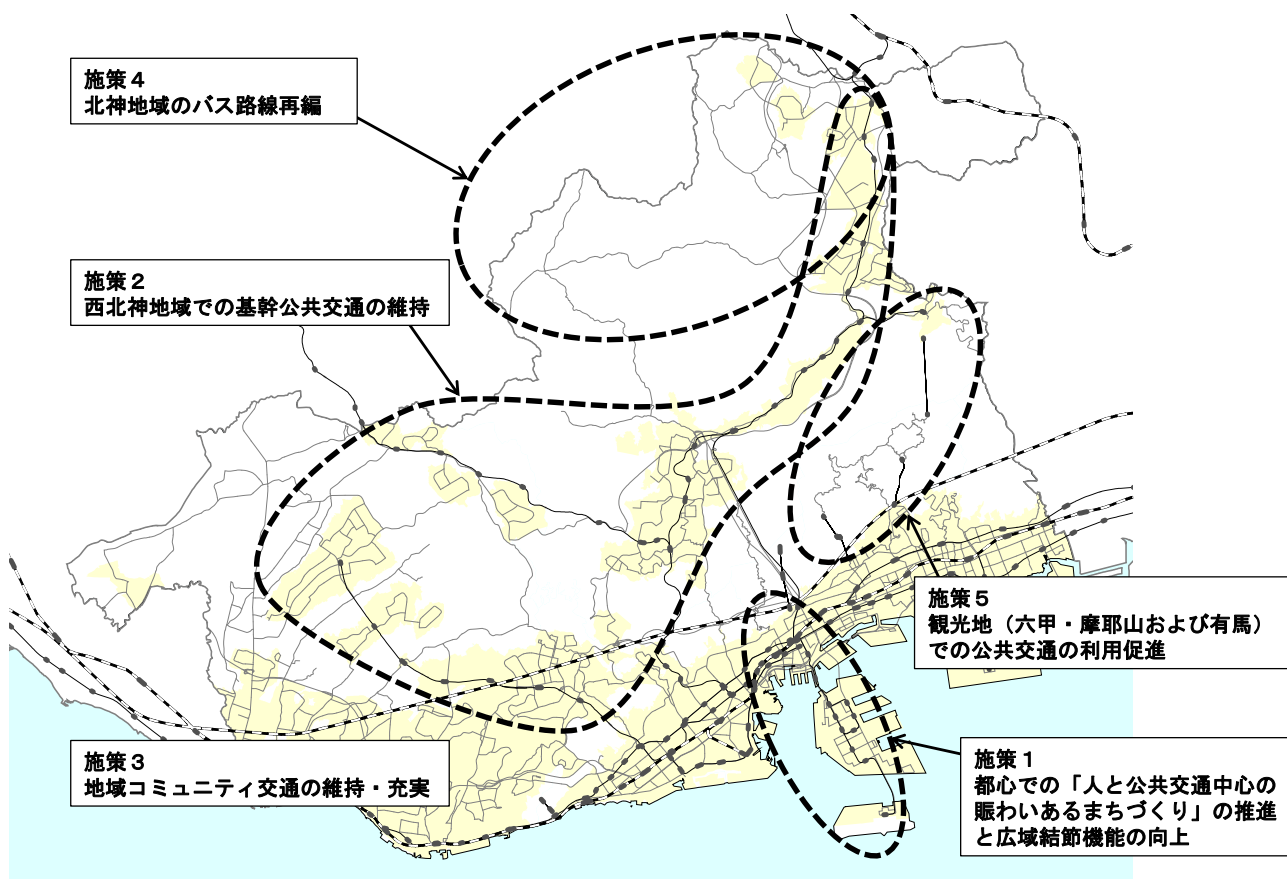 施策４
北神地域のバス路線再編
施策２
西北神地域での基幹公共交通の維持
施策５
観光地（六甲・摩耶山および有馬）
での公共交通の利用促進
施策３
地域コミュニティ交通の維持・充実
施策１
都心での「人と公共交通中心の
賑わいあるまちづくり」の推進
と広域結節機能の向上